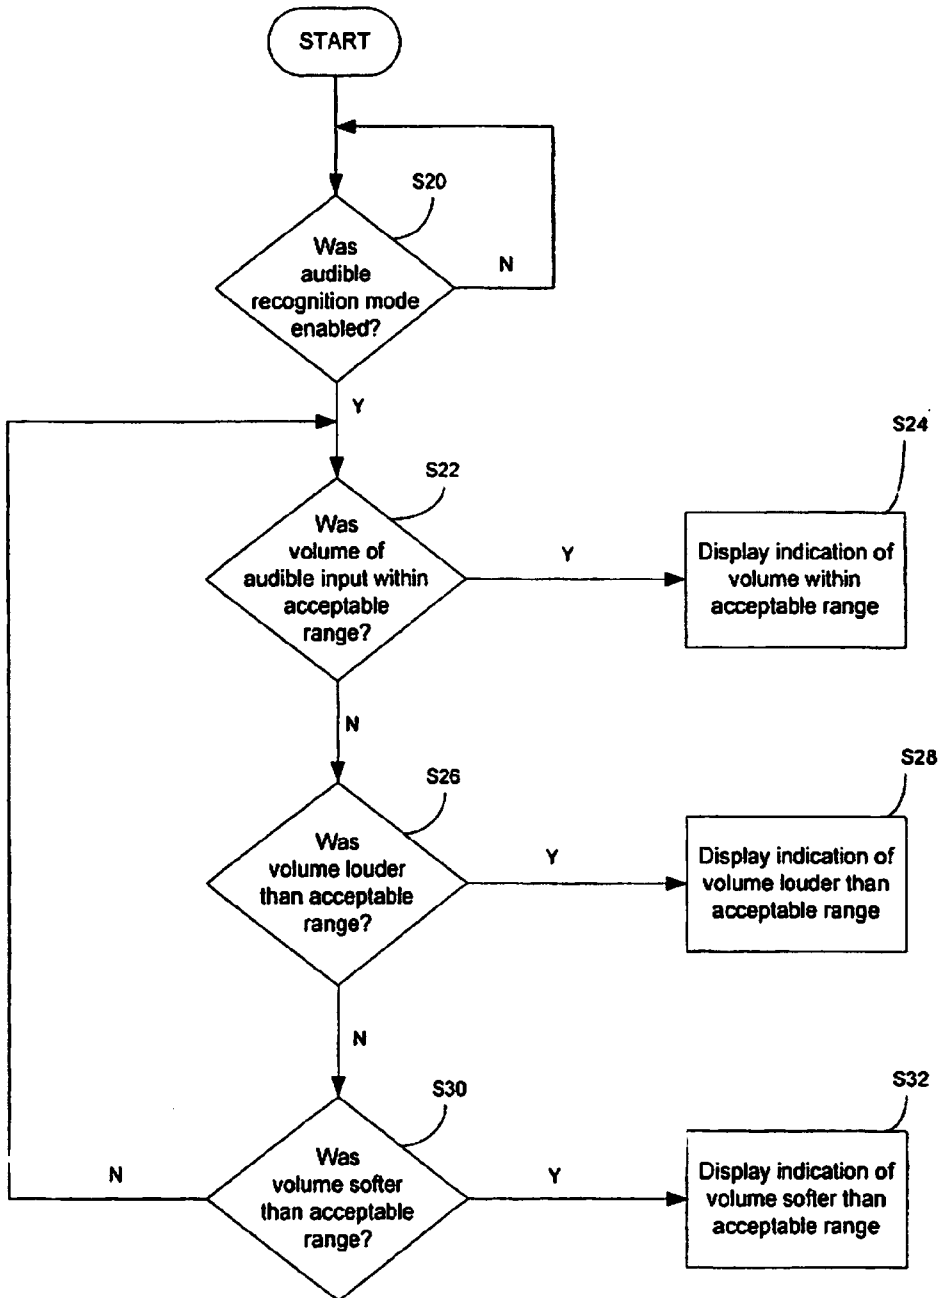 START
S20
Was
audible
recognition mode
enabled?
N
Y
S22
Was
volume of
audible input within
acceptable
range?
Y
S24
Display indication of
volume within
acceptable range
N
S26
Was
volume louder
than acceptable
range?
Y
S28
Display indication of
volume louder than
acceptable range
N
S30
Was
volume softer
than acceptable
range?
N
Y
S32
Display indication of
volume softer than
acceptable range